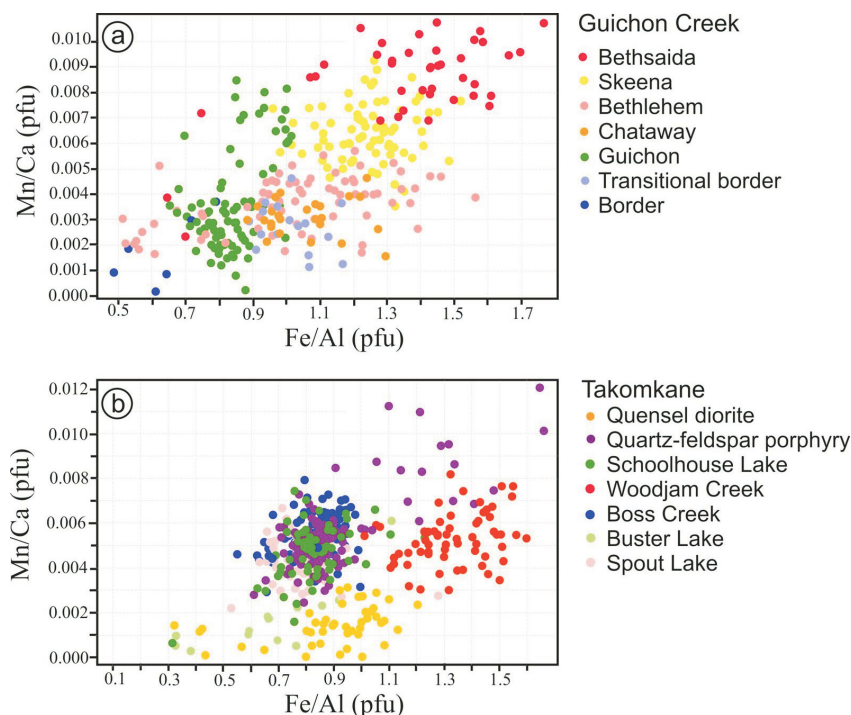 a
Guichon Creek
Bethsaida
Skeena
Bethlehem
Chataway
Guichon
Transitional border
Border
Mn/Ca (pfu)
0.010
0.009
0.008
0.007
0.006
0.005
0.004
0.003
0.002
0.001
0.000
0.5 0.7 0.9 1.1 1.3 1.5 1.7
Fe/Al (pfu)
b
Takomkane
Quensel diorite
Quartz-feldspar porphyry
Schoolhouse Lake
Woodjam Creek
Boss Creek
Buster Lake
Spout Lake
Mn/Ca (pfu)
0.012
0.010
0.008
0.006
0.004
0.002
0.000
0.1 0.3 0.5 0.7 0.9 1.1 1.3 1.5
Fe/Al (pfu)